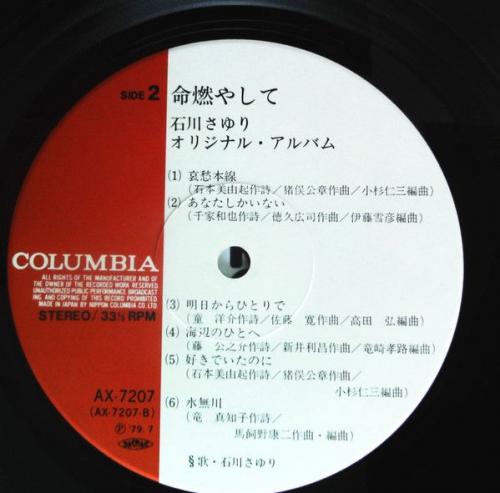 SIDE 2
命燃やして
石川さゆり
オリジナル・アルバム
(1) 哀愁本線
(石本美由起作詩/猪俣公章作曲/小杉仁三編曲)
(2) あなたしかいない
(千家和也作詩/徳久広司作曲/伊藤雪彦編曲)
COLUMBIA
ALL RIGHTS OF THE MANUFACTURER AND OF
THE OWNER OF THE RECORDED WORK RESERVED
UNAUTHORIZED PUBLIC PERFORMANCE BROADCAST
ING AND COPYING OF THIS RECORD PROHIBITED.
MADE IN JAPAN BY NIPPON COLUMBIA CO. LTD
STEREO/33⅓ RPM
(3) 明日からひとりで
(童 洋介作詩/佐藤 寛作曲/高田 弘編曲)
(4) 海辺のひとへ
(藤 公之介作詩/新井利昌作曲/竜崎孝路編曲)
(5) 好きでいたのに
(石本美由起作詩/猪俣公章作曲/
小杉仁三編曲)
(6) 水無川
(竜 真知子作詩/
馬飼野康二作曲・編曲)
§歌・石川さゆり
AX-7207
(AX-7207-B)
Ⓟ '79. 7